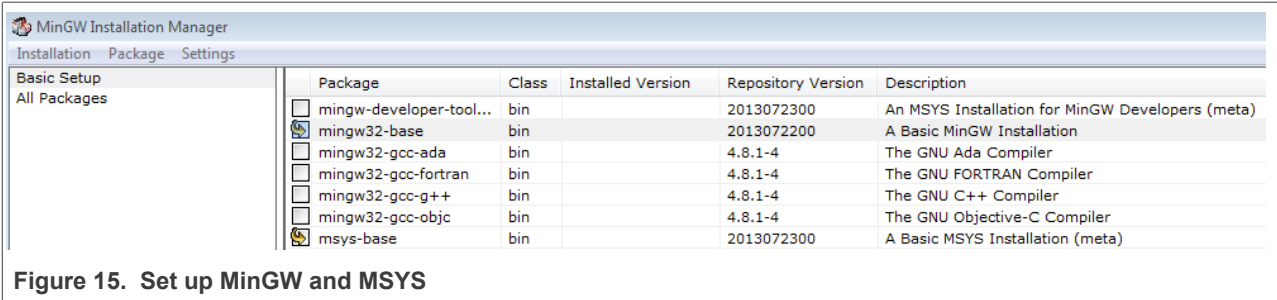 MinGW Installation Manager
Installation Package Settings
Basic Setup
All Packages
Package Class Installed Version Repository Version Description
mingw-developer-tool... bin 2013072300 An MSYS Installation for MinGW Developers (meta)
mingw32-base bin 2013072200 A Basic MinGW Installation
mingw32-gcc-ada bin 4.8.1-4 The GNU Ada Compiler
mingw32-gcc-fortran bin 4.8.1-4 The GNU FORTRAN Compiler
mingw32-gcc-g++ bin 4.8.1-4 The GNU C++ Compiler
mingw32-gcc-objc bin 4.8.1-4 The GNU Objective-C Compiler
msys-base bin 2013072300 A Basic MSYS Installation (meta)
Figure 15. Set up MinGW and MSYS